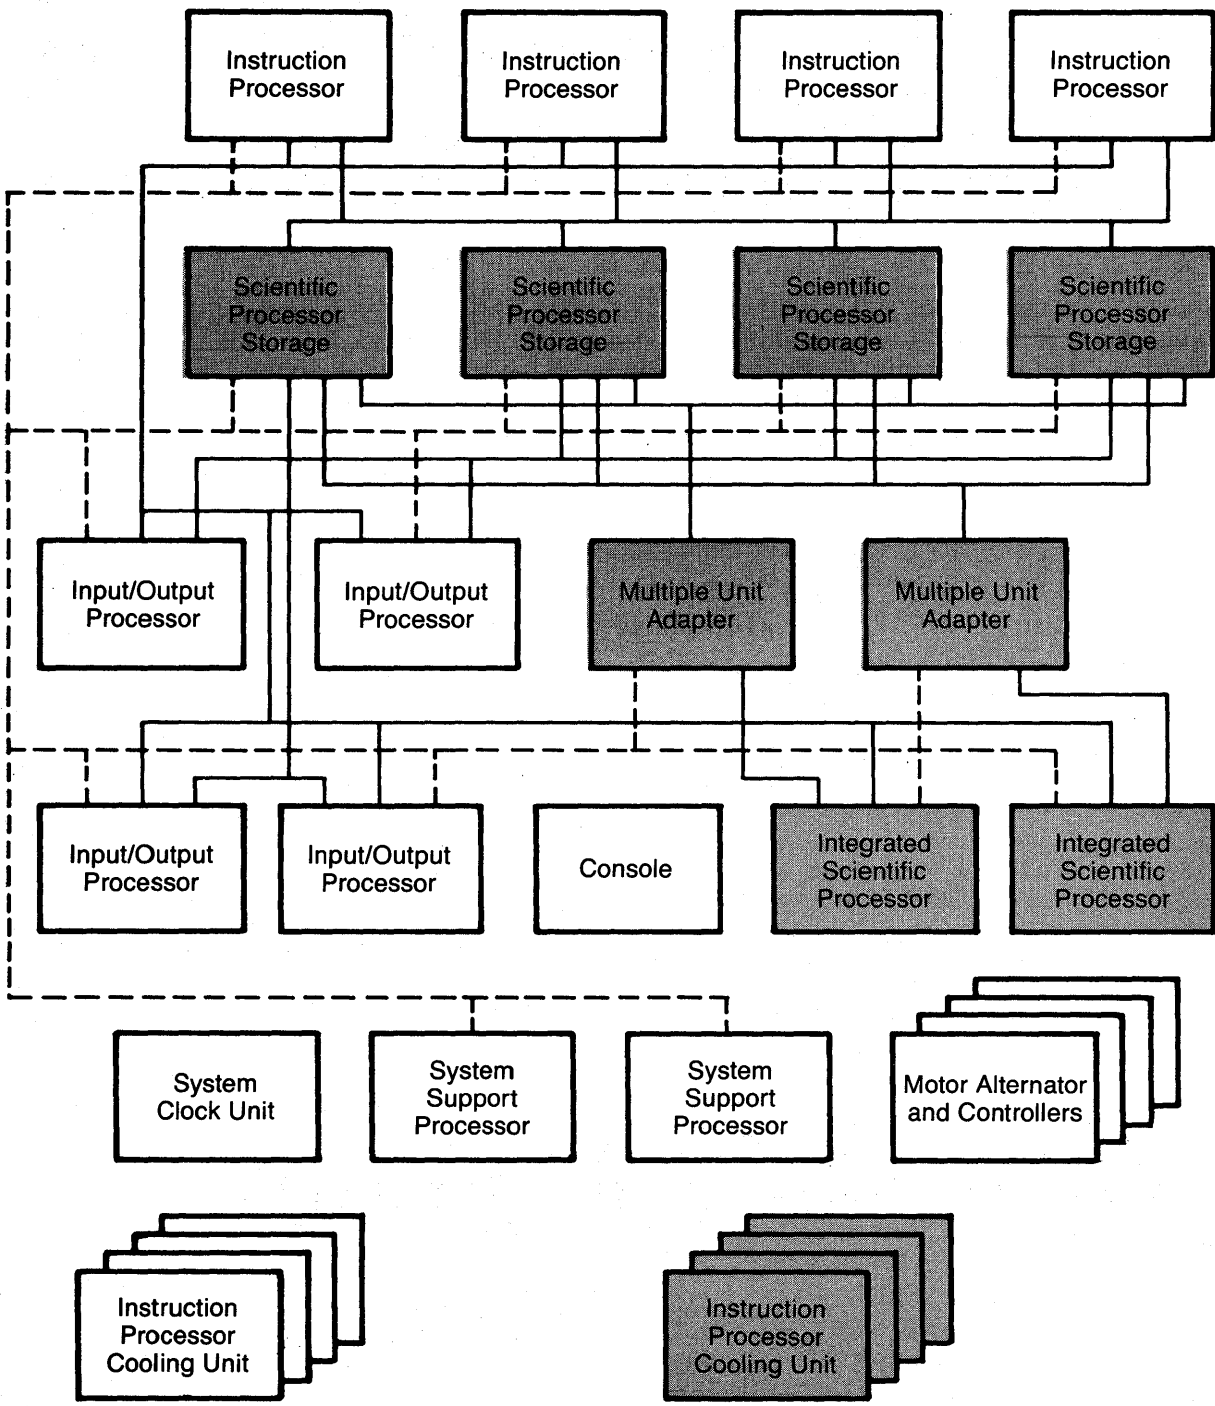 Instruction
Processor
Instruction
Processor
Instruction
Processor
Instruction
Processor
Scientific
Processor
Storage
Scientific
Processor
Storage
Scientific
Processor
Storage
Scientific
Processor
Storage
Input/Output
Processor
Input/Output
Processor
Multiple Unit
Adapter
Multiple Unit
Adapter
Input/Output
Processor
Input/Output
Processor
Console
Integrated
Scientific
Processor
Integrated
Scientific
Processor
System
Clock Unit
System
Support
Processor
System
Support
Processor
Motor Alternator
and Controllers
Instruction
Processor
Cooling Unit
Instruction
Processor
Cooling Unit